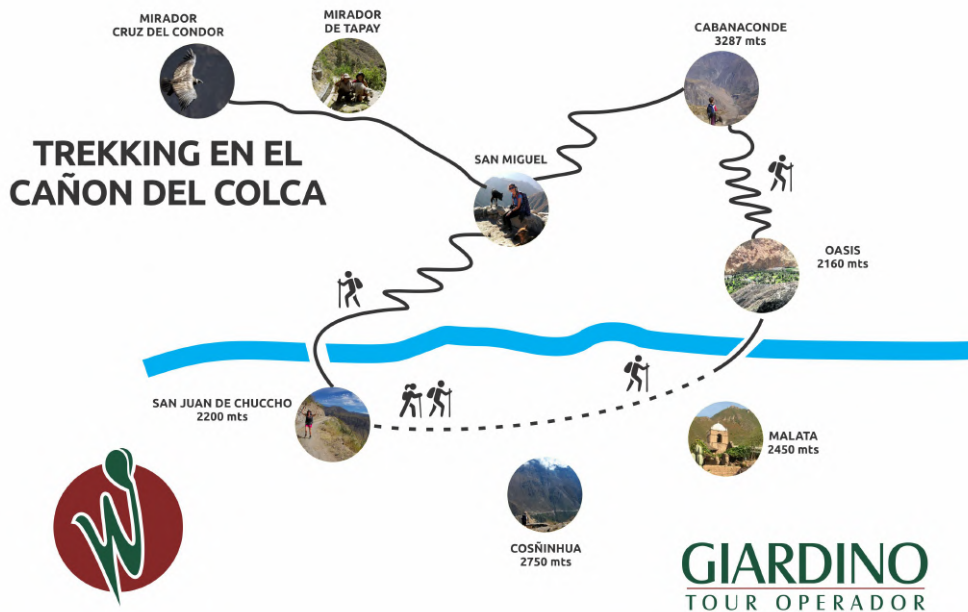 MIRADOR
CRUZ DEL CONDOR
MIRADOR
DE TAPAY
CABANACONDE
3287 mts
TREKKING EN EL
CAÑON DEL COLCA
SAN MIGUEL
OASIS
2160 mts
SAN JUAN DE CHUCCHO
2200 mts
MALATA
2450 mts
COSÑINHUA
2750 mts
GIARDINO
TOUR OPERADOR